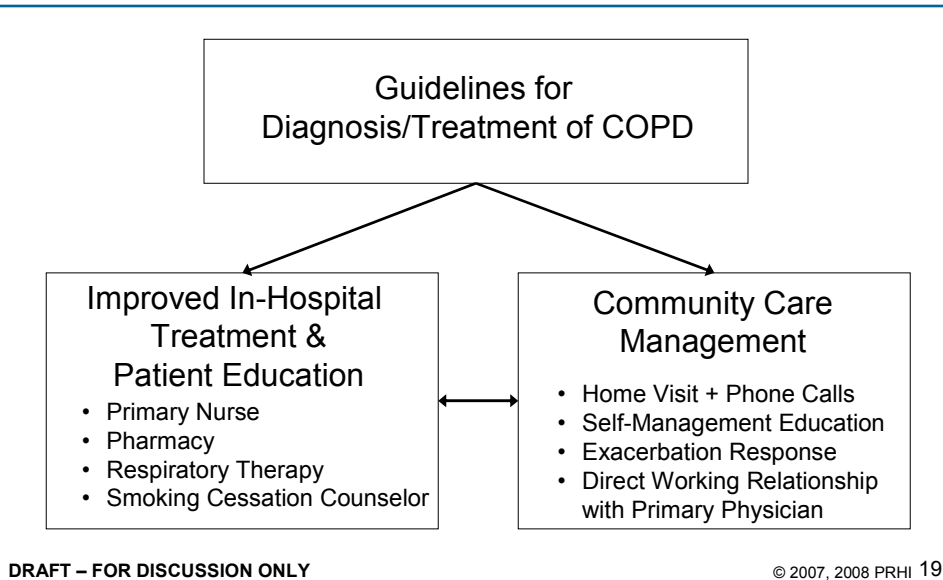 Guidelines for
Diagnosis/Treatment of COPD
Improved In-Hospital
Treatment &
Patient Education
• Primary Nurse
• Pharmacy
• Respiratory Therapy
• Smoking Cessation Counselor
Community Care
Management
• Home Visit + Phone Calls
• Self-Management Education
• Exacerbation Response
• Direct Working Relationship
with Primary Physician
DRAFT – FOR DISCUSSION ONLY
© 2007, 2008 PRHI 19